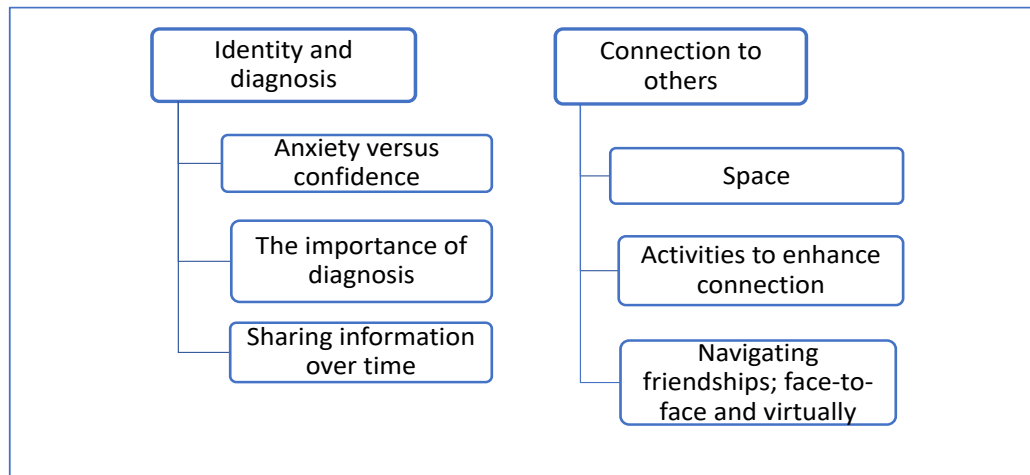 Identity and
diagnosis
Anxiety versus
confidence
The importance of
diagnosis
Sharing information
over time
Connection to
others
Space
Activities to enhance
connection
Navigating
friendships; face-to-
face and virtually